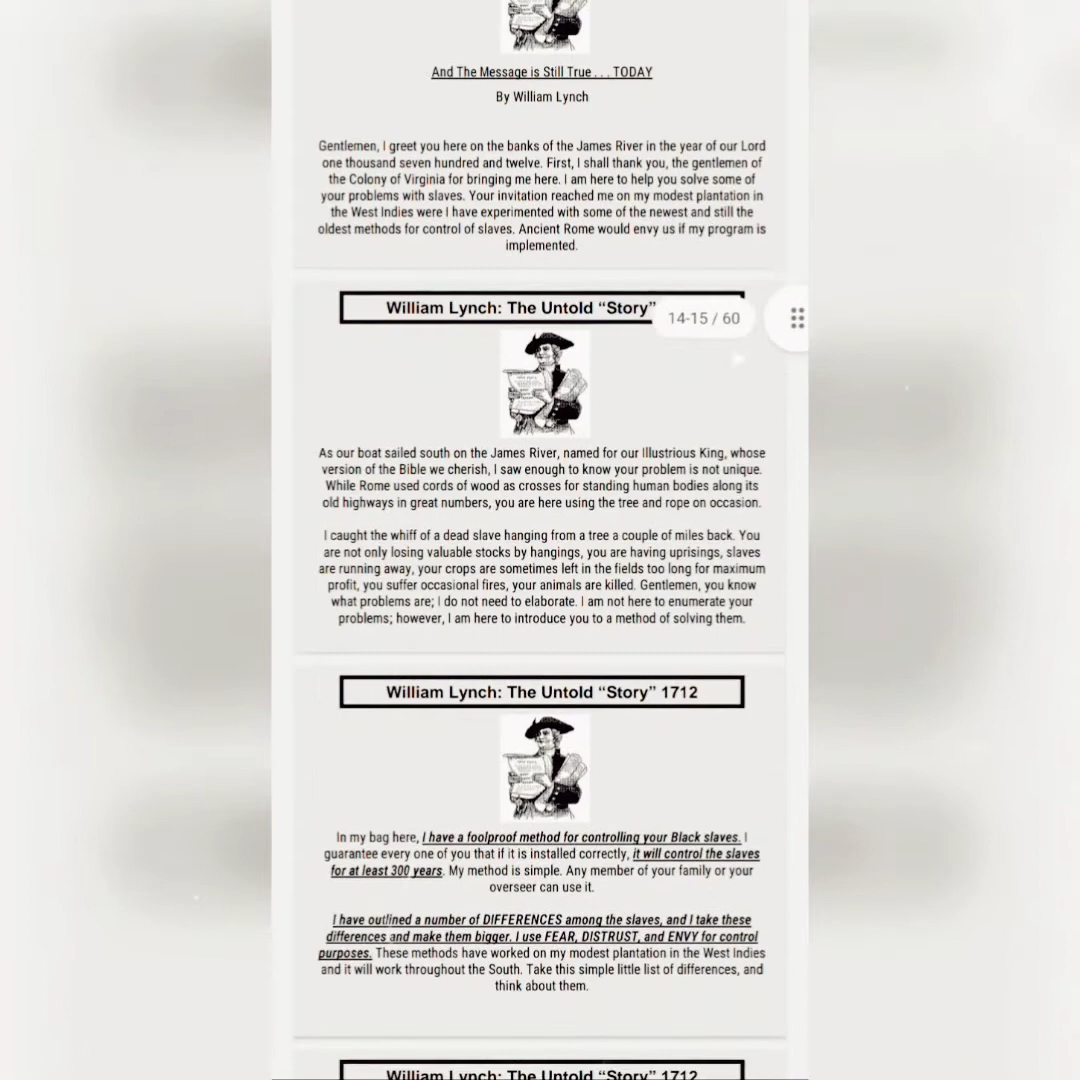 And The Message is Still True . . . TODAY
By William Lynch
Gentlemen, I greet you here on the banks of the James River in the year of our Lord
one thousand seven hundred and twelve. First, I shall thank you, the gentlemen of
the Colony of Virginia for bringing me here. I am here to help you solve some of
your problems with slaves. Your invitation reached me on my modest plantation in
the West Indies were I have experimented with some of the newest and still the
oldest methods for control of slaves. Ancient Rome would envy us if my program is
implemented.
William Lynch: The Untold “Story”
14-15 / 60
As our boat sailed south on the James River, named for our Illustrious King, whose
version of the Bible we cherish, I saw enough to know your problem is not unique.
While Rome used cords of wood as crosses for standing human bodies along its
old highways in great numbers, you are here using the tree and rope on occasion.
I caught the whiff of a dead slave hanging from a tree a couple of miles back. You
are not only losing valuable stocks by hangings, you are having uprisings, slaves
are running away, your crops are sometimes left in the fields too long for maximum
profit, you suffer occasional fires, your animals are killed. Gentlemen, you know
what problems are; I do not need to elaborate. I am not here to enumerate your
problems; however, I am here to introduce you to a method of solving them.
William Lynch: The Untold “Story” 1712
In my bag here, I have a foolproof method for controlling your Black slaves. I
guarantee every one of you that if it is installed correctly, it will control the slaves
for at least 300 years. My method is simple. Any member of your family or your
overseer can use it.
I have outlined a number of DIFFERENCES among the slaves, and I take these
differences and make them bigger. I use FEAR, DISTRUST, and ENVY for control
purposes. These methods have worked on my modest plantation in the West Indies
and it will work throughout the South. Take this simple little list of differences, and
think about them.
William Lynch: The Untold “Story” 1712